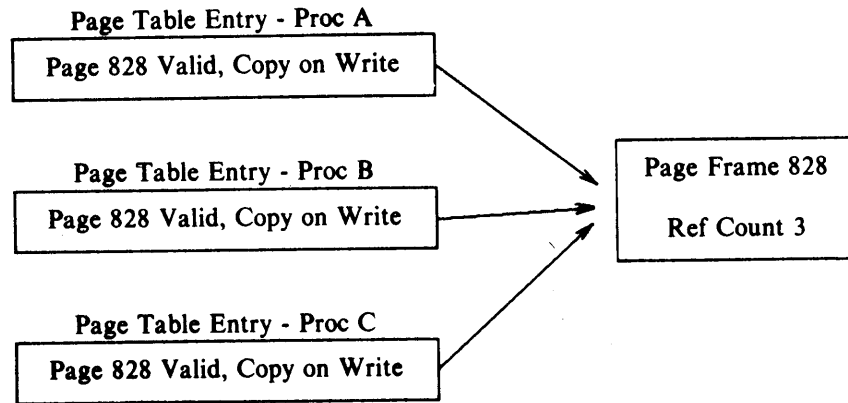 Page Table Entry - Proc A
Page 828 Valid, Copy on Write
Page Table Entry - Proc B
Page 828 Valid, Copy on Write
Page Frame 828
Ref Count 3
Page Table Entry - Proc C
Page 828 Valid, Copy on Write